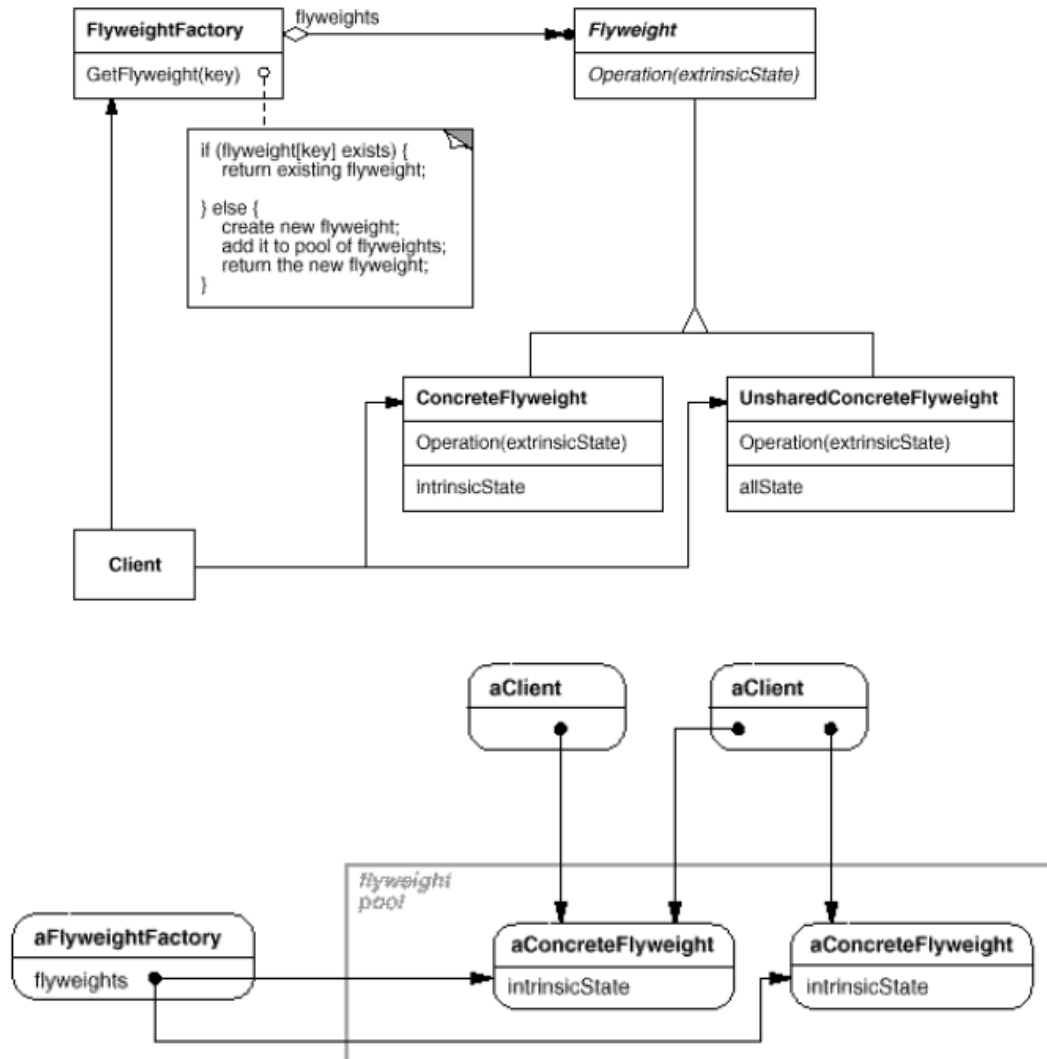 flyweights
FlyweightFactory
Flyweight
GetFlyweight(key)
Operation(extrinsicState)
if (flyweight[key] exists) {
return existing flyweight;
} else {
create new flyweight;
add it to pool of flyweights;
return the new flyweight;
}
ConcreteFlyweight
UnsharedConcreteFlyweight
Operation(extrinsicState)
Operation(extrinsicState)
intrinsicState
allState
Client
aClient
aClient
flyweight
pool
aFlyweightFactory
flyweights
aConcreteFlyweight
intrinsicState
aConcreteFlyweight
intrinsicState